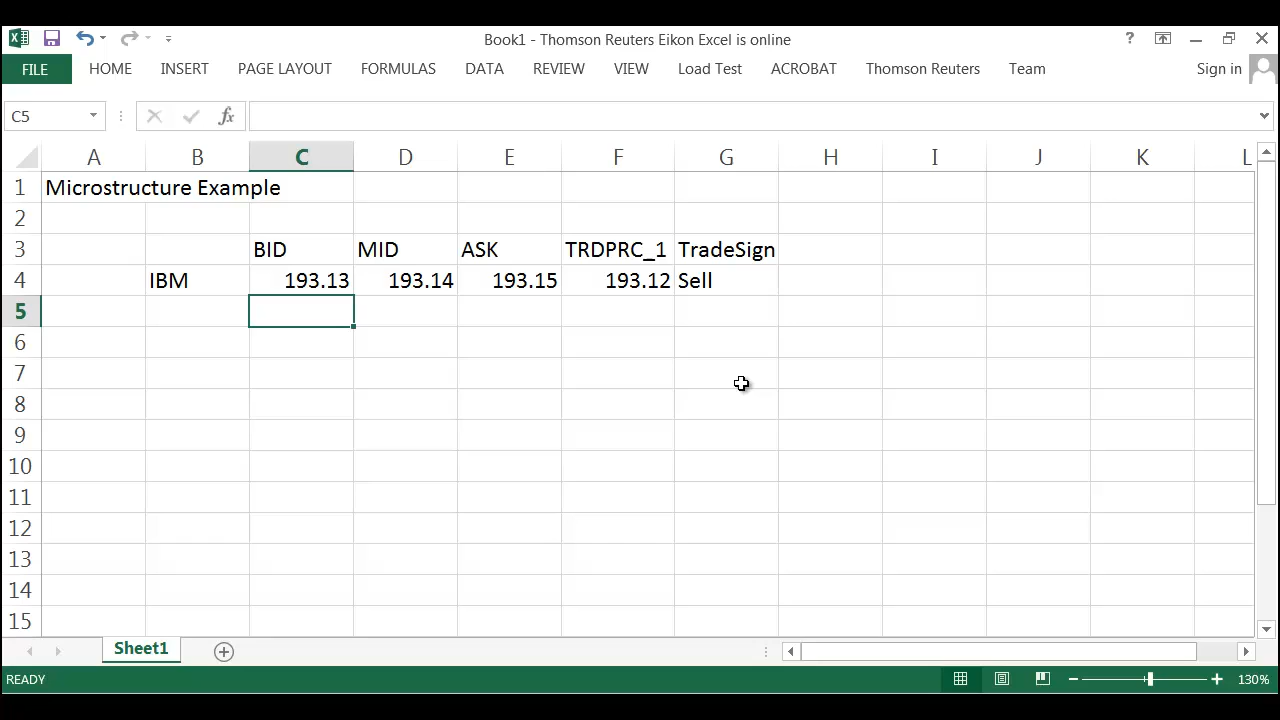 Book1 - Thomson Reuters Eikon Excel is online
?
FILE HOME INSERT PAGE LAYOUT FORMULAS DATA REVIEW VIEW Load Test ACROBAT Thomson Reuters Team Sign in
C5 fx
A B C D E F G H I J K L
1 Microstructure Example
2
3 BID MID ASK TRDPRC_1 TradeSign
4 IBM 193.13 193.14 193.15 193.12 Sell
5
6
7
8
9
10
11
12
13
14
15
Sheet1
READY 130%